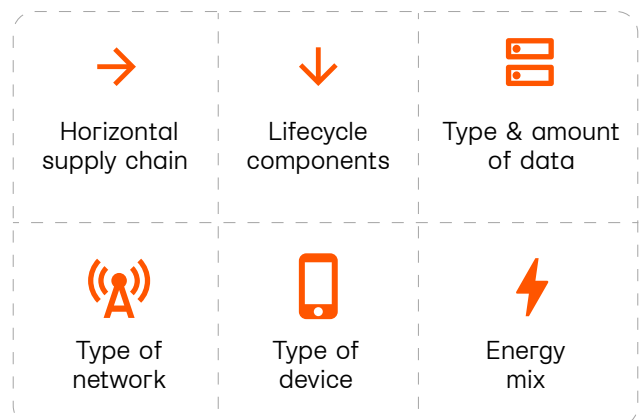 Horizontal
supply chain
Lifecycle
components
Type & amount
of data
Type of
network
Type of
device
Energy
mix